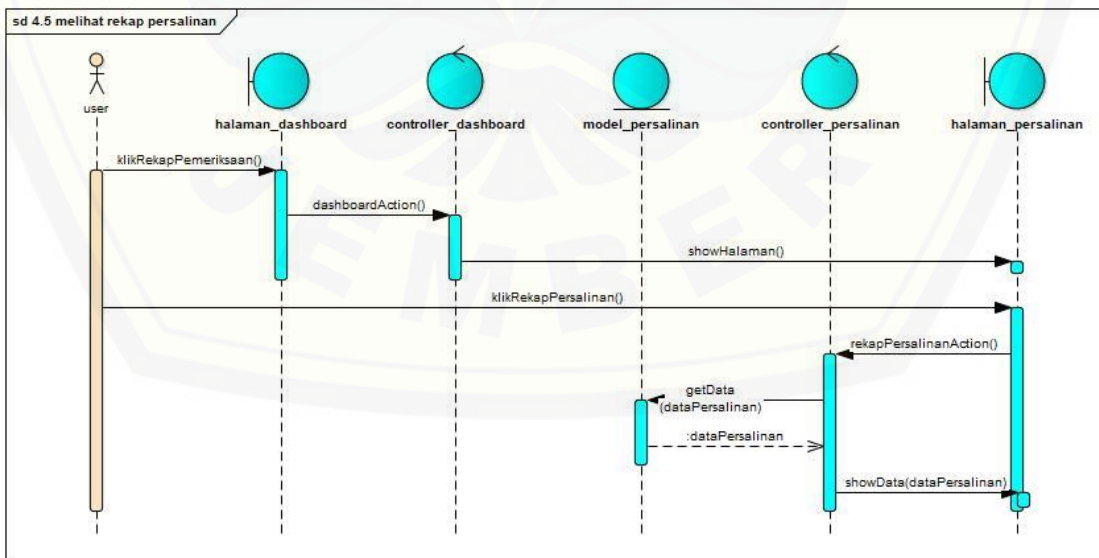 sd 4.5 melihat rekap persalinan
user
halaman_dashboard
controller_dashboard
model_persalinan
controller_persalinan
halaman_persalinan
klikRekapPemeriksaan()
dashboardAction()
showHalaman()
klikRekapPersalinan()
rekapPersalinanAction()
getData
(dataPersalinan)
:dataPersalinan
showData(dataPersalinan)
EMBER